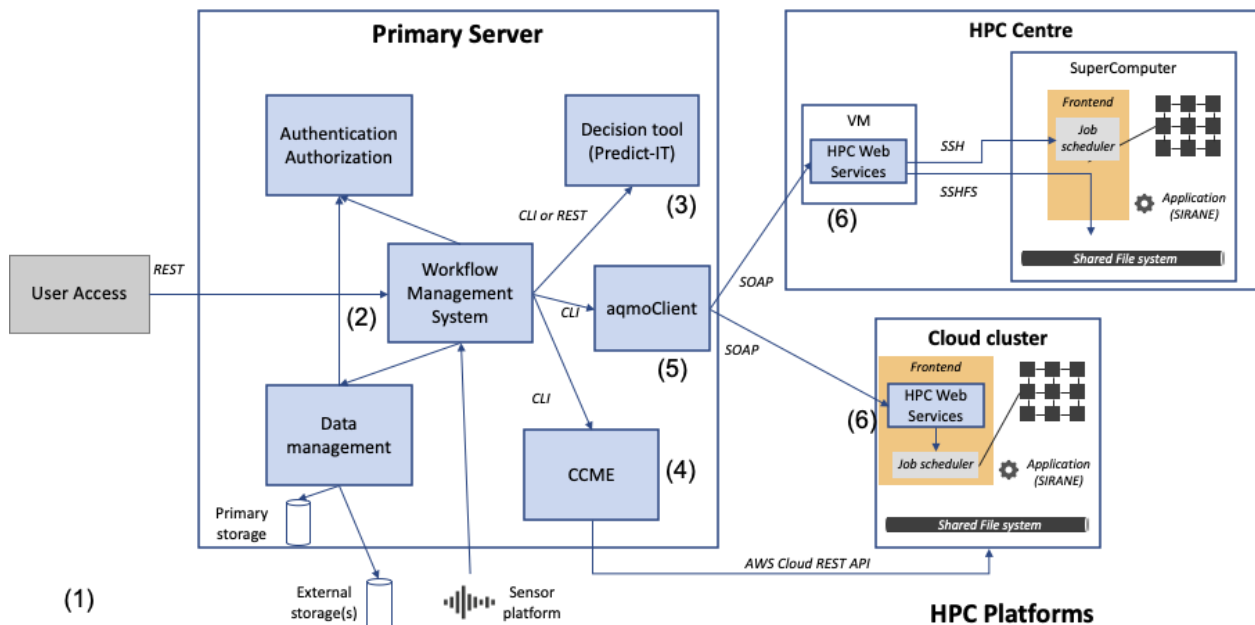 Primary Server
HPC Centre
SuperComputer
Frontend
Job
scheduler
VM
HPC Web
Services
SSH
SSHFS
(6)
Application
(SIRANE)
Shared File system
Authentication
Authorization
Decision tool
(Predict-IT)
(3)
CLI or REST
User Access
REST
(2)
Workflow
Management
System
CLI
aqmoClient
(5)
SOAP
SOAP
Cloud cluster
Frontend
HPC Web
Services
(6)
Job scheduler
Application
(SIRANE)
Shared File system
Data
management
CLI
CCME
(4)
Primary
storage
AWS Cloud REST API
(1)
External
storage(s)
Sensor
platform
HPC Platforms